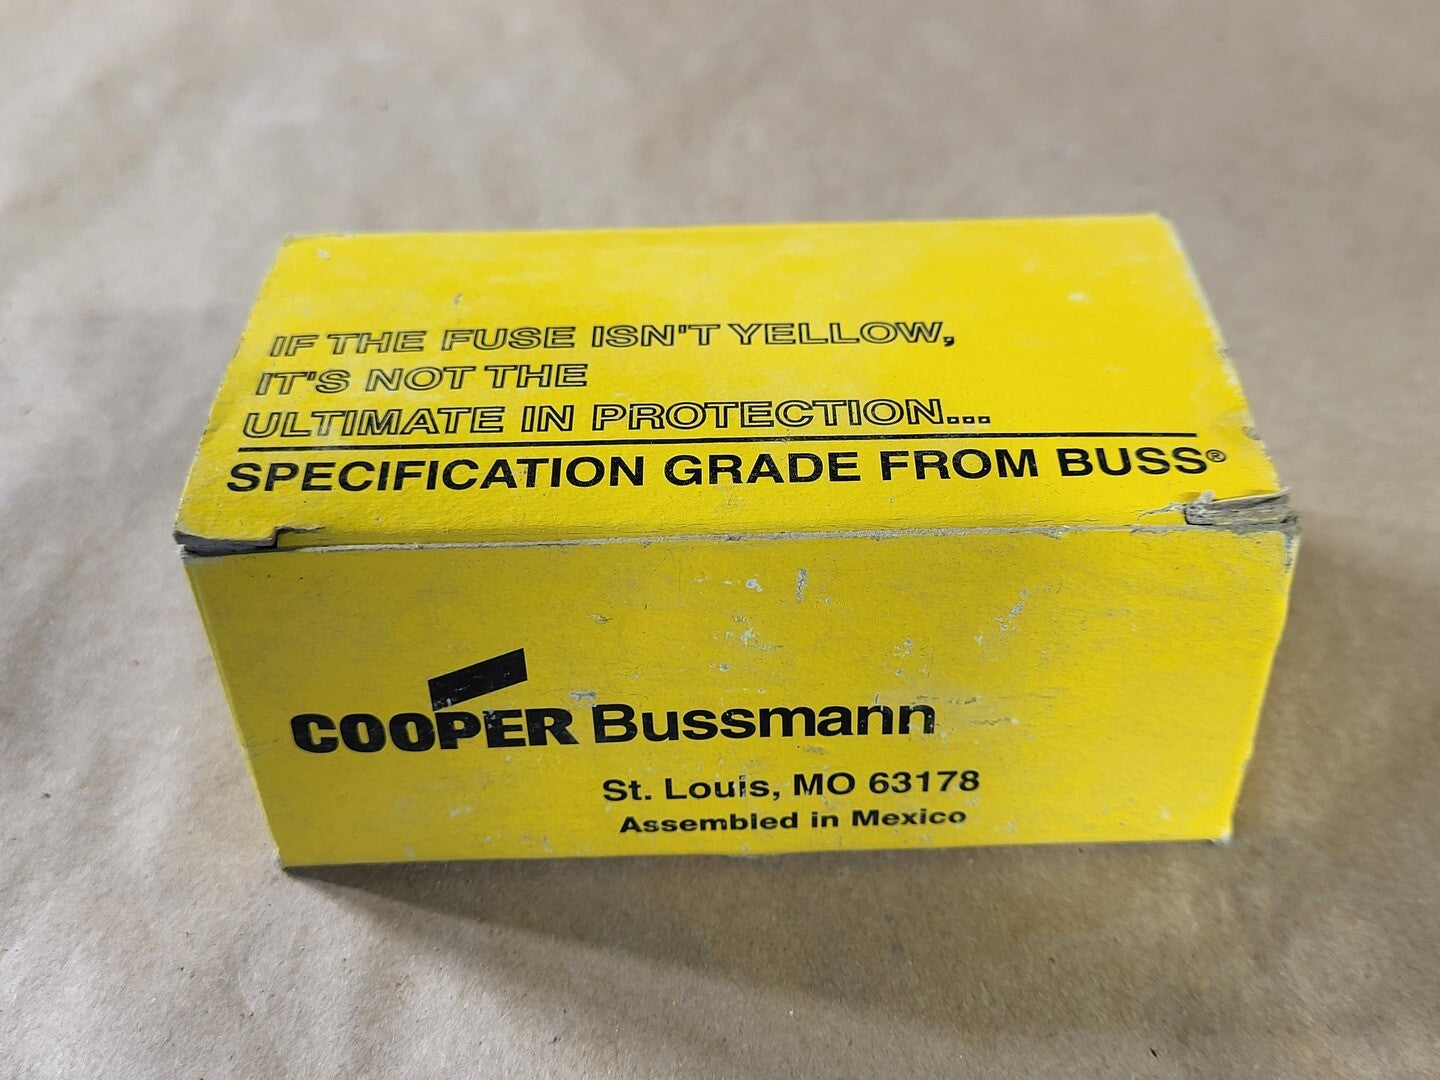 IF THE FUSE ISN'T YELLOW,
IT'S NOT THE
ULTIMATE IN PROTECTION...
SPECIFICATION GRADE FROM BUSS®
COOPER Bussmann
St. Louis, MO 63178
Assembled in Mexico